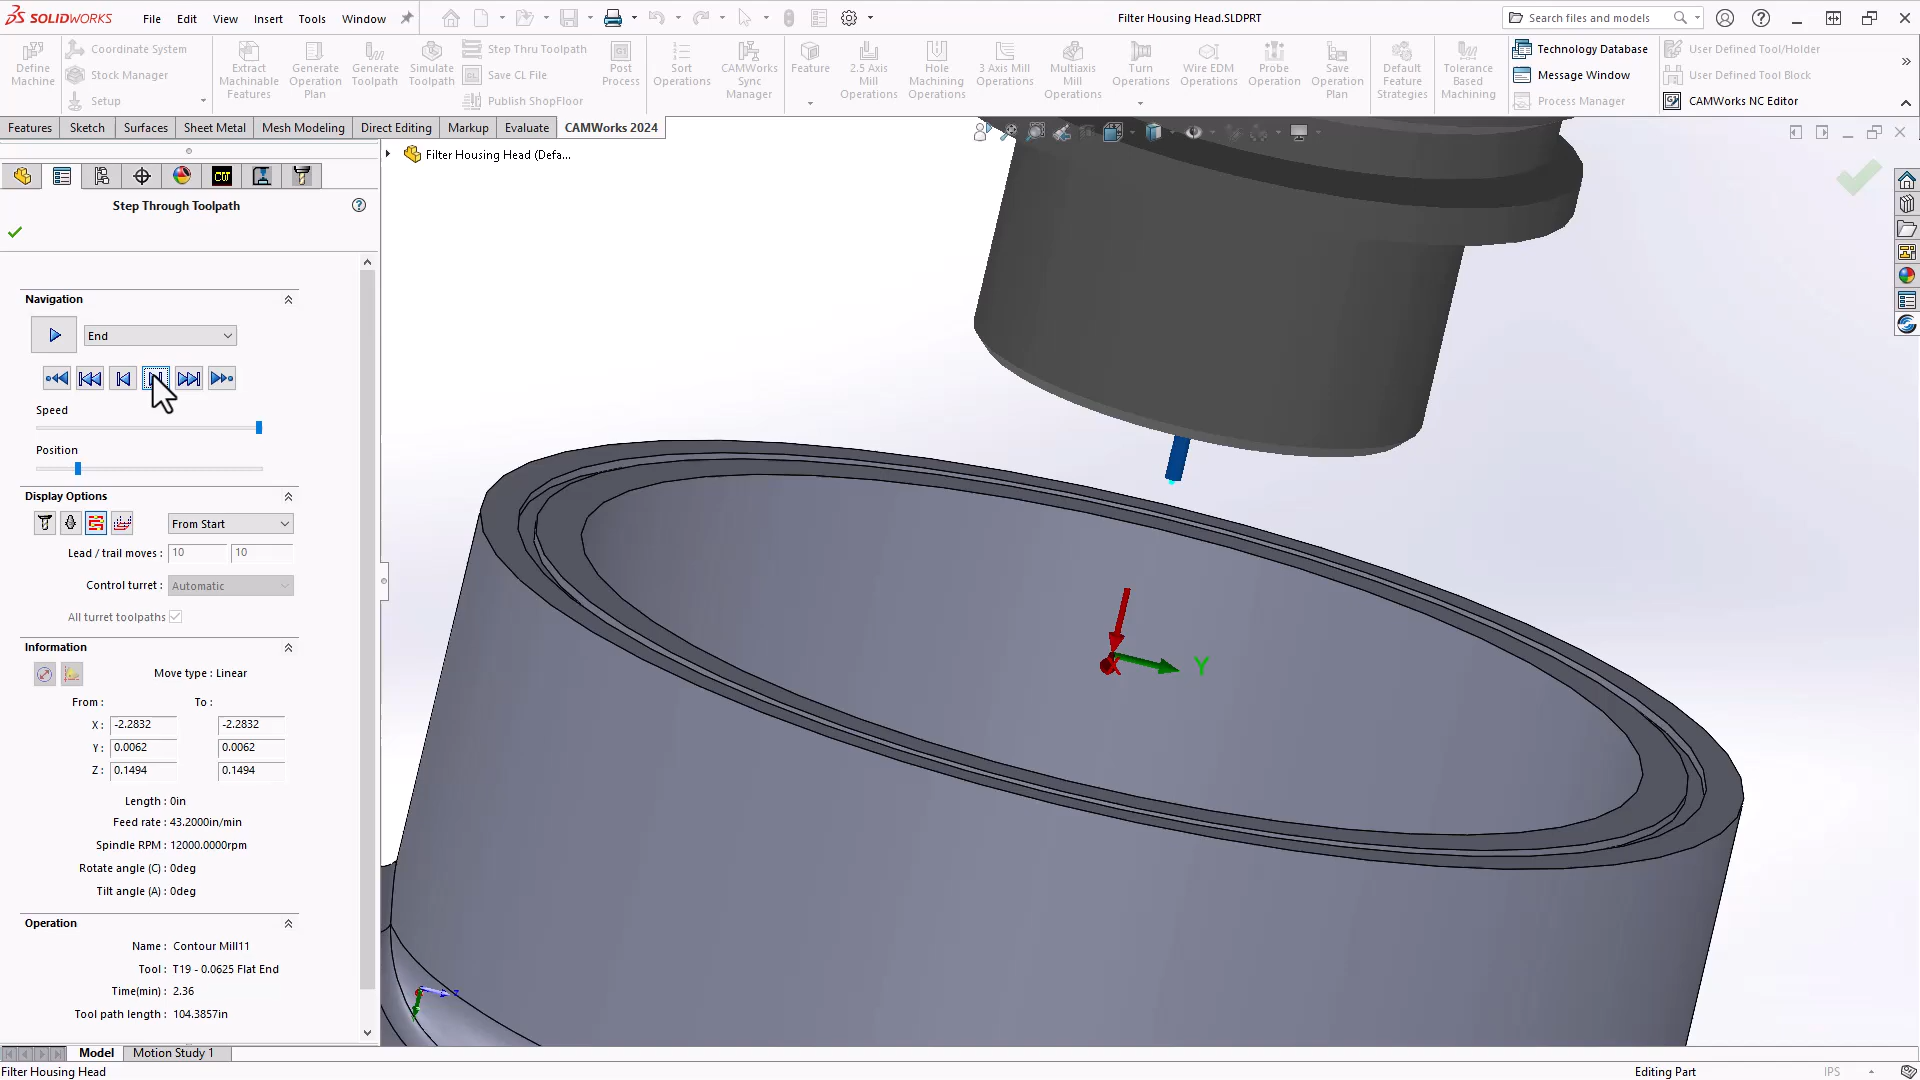 SOLIDWORKS
File Edit View Insert Tools Window
Filter Housing Head.SLDPRT
Search files and models
Define Machine
Coordinate System
Stock Manager
Setup
Extract Machinable Features
Generate Operation Plan
Generate Toolpath
Simulate Toolpath
Step Thru Toolpath
Save CL File
Publish ShopFloor
Post Process
Sort Operations
CAMWorks Sync Manager
Feature
2.5 Axis Mill Operations
Hole Machining Operations
3 Axis Mill Operations
Multiaxis Mill Operations
Turn Operations
Wire EDM Operations
Probe Operation
Save Operation Plan
Default Feature Strategies
Tolerance Based Machining
Technology Database
Message Window
Process Manager
User Defined Tool/Holder
User Defined Tool Block
CAMWorks NC Editor
Features Sketch Surfaces Sheet Metal Mesh Modeling Direct Editing Markup Evaluate CAMWorks 2024
Filter Housing Head (Defa...
Step Through Toolpath
Navigation
End
Speed
Position
Display Options
From Start
Lead / trail moves : 10 10
Control turret : Automatic
All turret toolpaths
Information
Move type : Linear
From : To :
X : -2.2832 -2.2832
Y : 0.0062 0.0062
Z : 0.1494 0.1494
Length : 0in
Feed rate : 43.2000in/min
Spindle RPM : 12000.0000rpm
Rotate angle (C) : 0deg
Tilt angle (A) : 0deg
Operation
Name : Contour Mill11
Tool : T19 - 0.0625 Flat End
Time(min) : 2.36
Tool path length : 104.3857in
X
Y
Z
Model Motion Study 1
Filter Housing Head
Editing Part
IPS